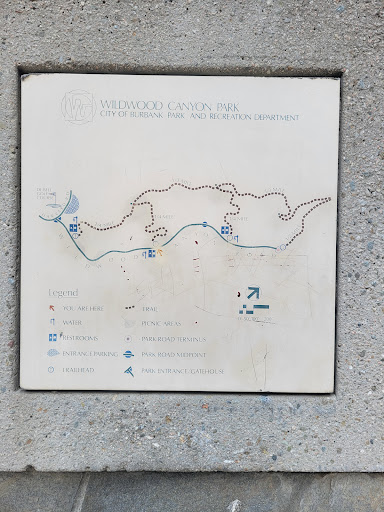 WILDWOOD CANYON PARK
CITY OF BURBANK PARK AND RECREATION DEPARTMENT
Legend
YOU ARE HERE
WATER
RESTROOMS
ENTRANCE PARKING
TRAILHEAD
TRAIL
PICNIC AREAS
PARK ROAD TERMINUS
PARK ROAD MIDPOINT
PARK ENTRANCE/GATEHOUSE